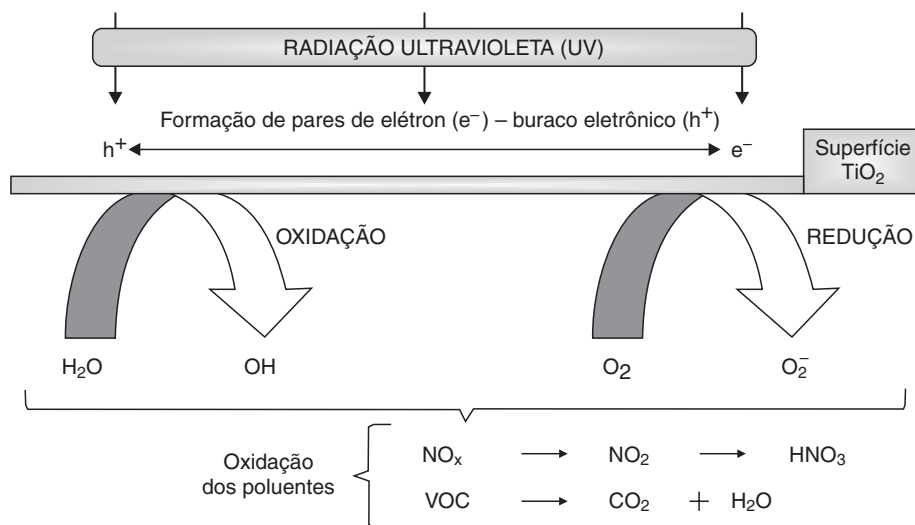 RADIAÇÃO ULTRAVIOLETA (UV)
Formação de pares de elétron (e⁻) – buraco eletrônico (h⁺)
h⁺
e⁻
Superfície
TiO₂
OXIDAÇÃO
REDUÇÃO
H₂O
OH
O₂
O₂⁻
Oxidação
dos poluentes
NOₓ → NO₂ → HNO₃
VOC → CO₂ + H₂O